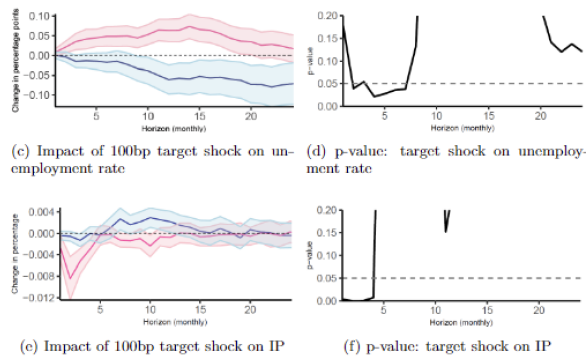 Change in percentage points
0.10
0.05
0.00
−0.05
−0.10
5
10
15
20
Horizon (monthly)
p-value
0.20
0.15
0.10
0.05
0.00
5
10
15
20
Horizon (monthly)
(c) Impact of 100bp target shock on un-
employment rate
(d) p-value: target shock on unemploy-
ment rate
Change in percentage
0.004
0.000
−0.004
−0.008
−0.012
5
10
15
20
Horizon (monthly)
p-value
0.20
0.15
0.10
0.05
0.00
5
10
15
20
Horizon (monthly)
(e) Impact of 100bp target shock on IP
(f) p-value: target shock on IP